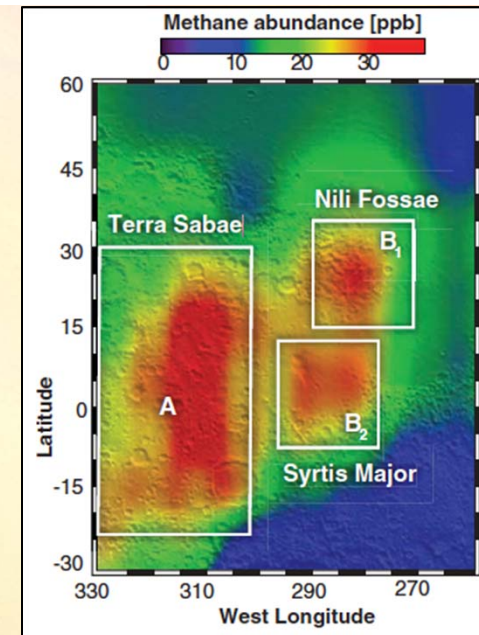 Methane abundance [ppb]
0 10 20 30
60
45
30
15
0
-15
-30
Latitude
Terra Sabae
Nili Fossae
B1
A
B2
Syrtis Major
330 310 290 270
West Longitude